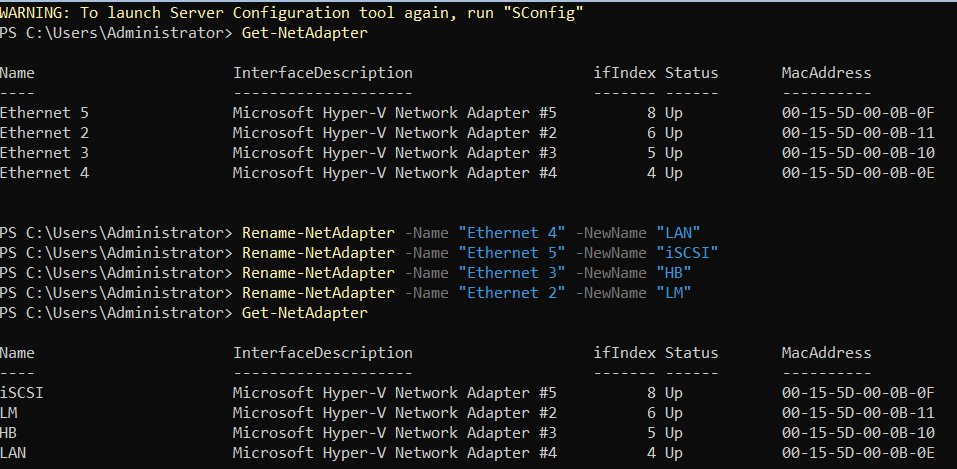 WARNING: To launch Server Configuration tool again, run "SConfig"
PS C:\Users\Administrator> Get-NetAdapter
Name                      InterfaceDescription                    ifIndex Status       MacAddress
----                      --------------------                    ------- ------       ----------
Ethernet 5                Microsoft Hyper-V Network Adapter #5          8 Up           00-15-5D-00-0B-0F
Ethernet 2                Microsoft Hyper-V Network Adapter #2          6 Up           00-15-5D-00-0B-11
Ethernet 3                Microsoft Hyper-V Network Adapter #3          5 Up           00-15-5D-00-0B-10
Ethernet 4                Microsoft Hyper-V Network Adapter #4          4 Up           00-15-5D-00-0B-0E
PS C:\Users\Administrator> Rename-NetAdapter -Name "Ethernet 4" -NewName "LAN"
PS C:\Users\Administrator> Rename-NetAdapter -Name "Ethernet 5" -NewName "iSCSI"
PS C:\Users\Administrator> Rename-NetAdapter -Name "Ethernet 3" -NewName "HB"
PS C:\Users\Administrator> Rename-NetAdapter -Name "Ethernet 2" -NewName "LM"
PS C:\Users\Administrator> Get-NetAdapter
Name                      InterfaceDescription                    ifIndex Status       MacAddress
----                      --------------------                    ------- ------       ----------
iSCSI                     Microsoft Hyper-V Network Adapter #5          8 Up           00-15-5D-00-0B-0F
LM                        Microsoft Hyper-V Network Adapter #2          6 Up           00-15-5D-00-0B-11
HB                        Microsoft Hyper-V Network Adapter #3          5 Up           00-15-5D-00-0B-10
LAN                       Microsoft Hyper-V Network Adapter #4          4 Up           00-15-5D-00-0B-0E